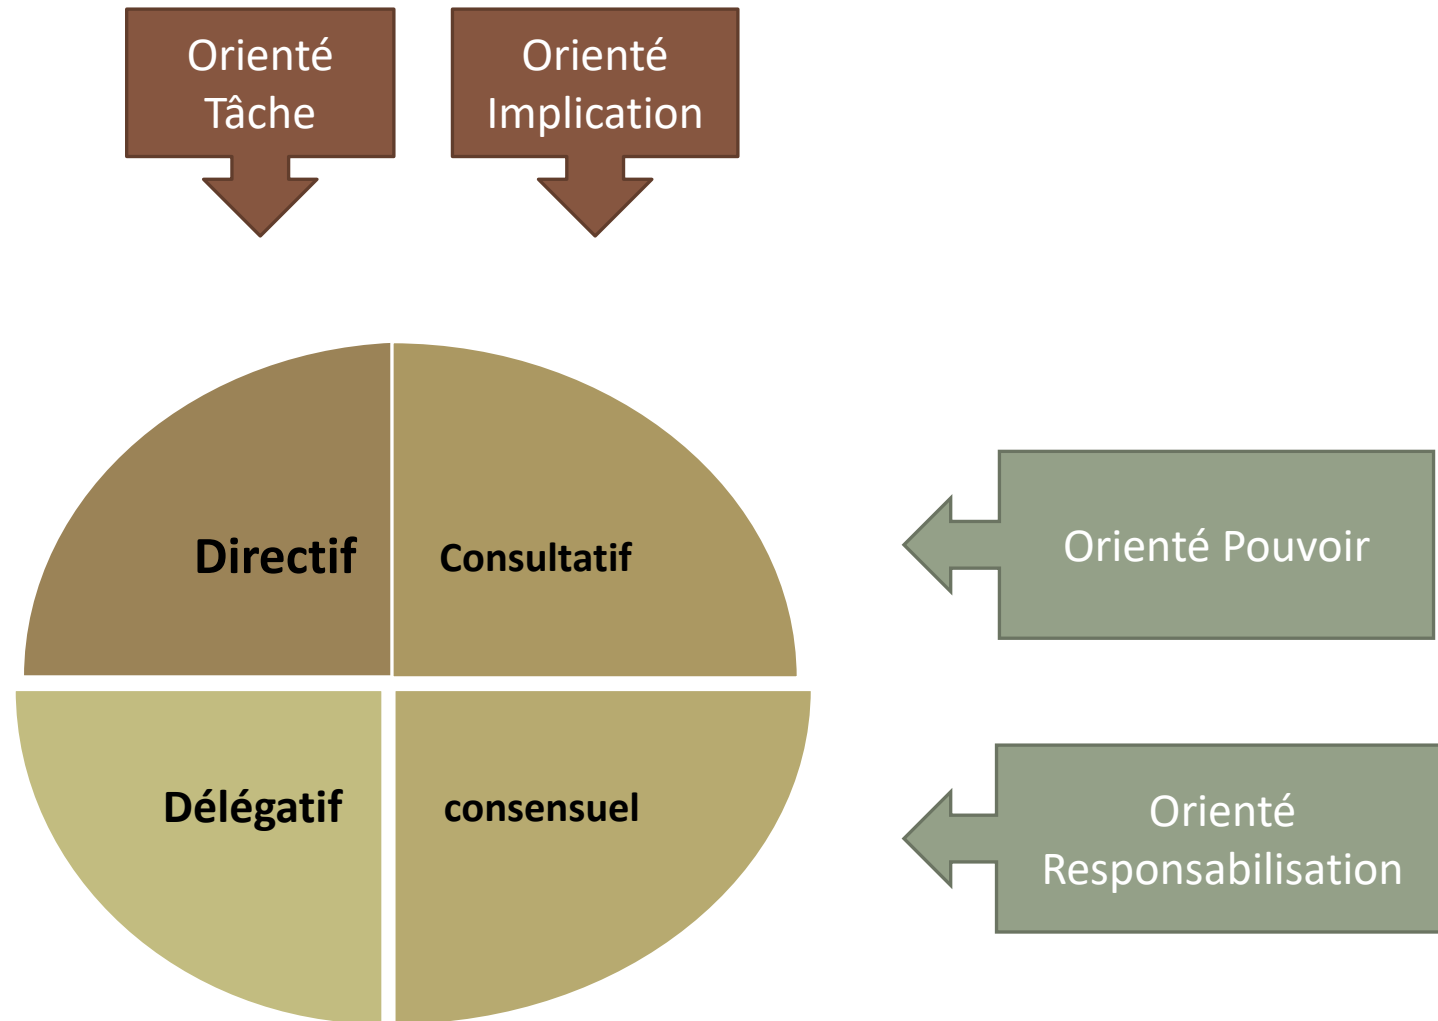 Orienté
Tâche
Orienté
Implication
Directif
Consultatif
Orienté Pouvoir
Délégatif
consensuel
Orienté
Responsabilisation